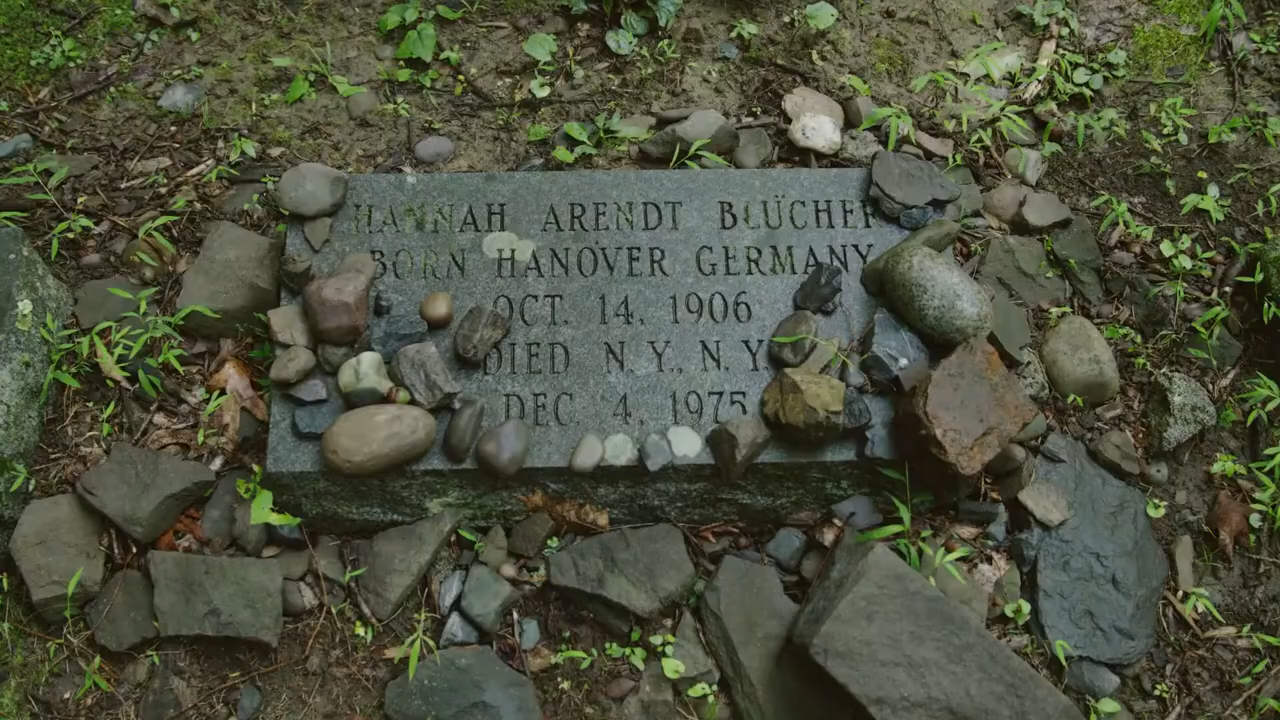 HANNAH ARENDT BLÜCHER
BORN HANOVER GERMANY
OCT. 14, 1906
DIED N.Y., N.Y.
DEC. 4, 1975